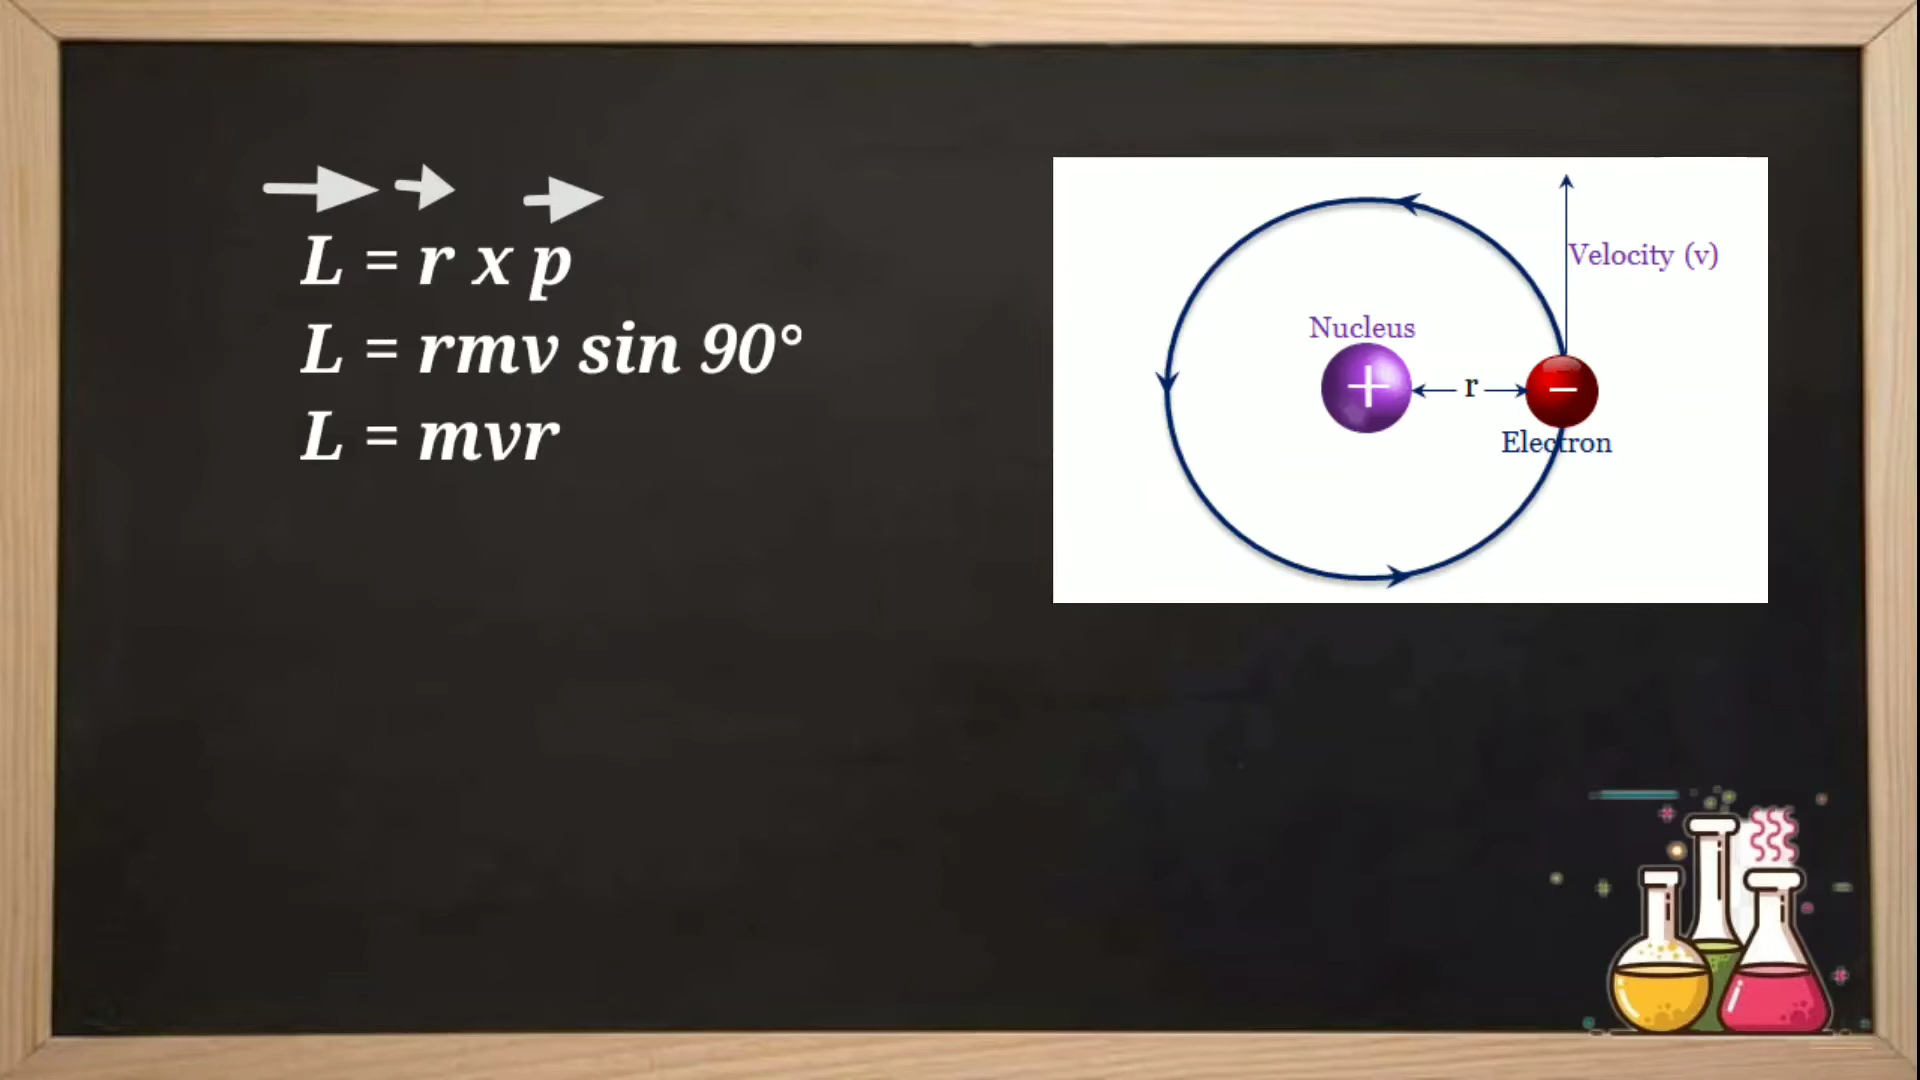 L = r x p
L = rmv sin 90°
L = mvr
Velocity (v)
Nucleus
+
r
−
Electron